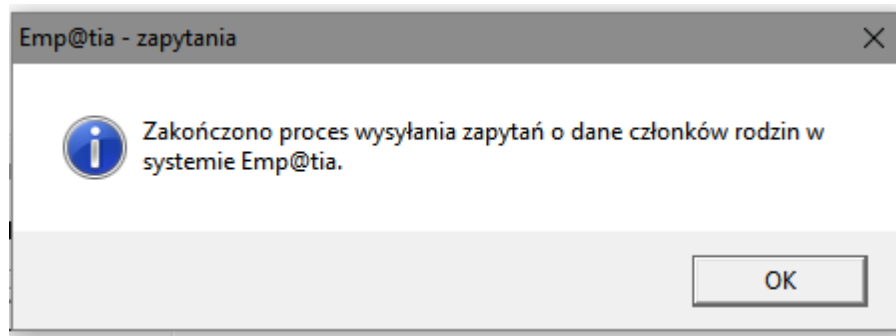 Emp@tia - zapytania
Zakończono proces wysyłania zapytań o dane członków rodzin w
systemie Emp@tia.
OK